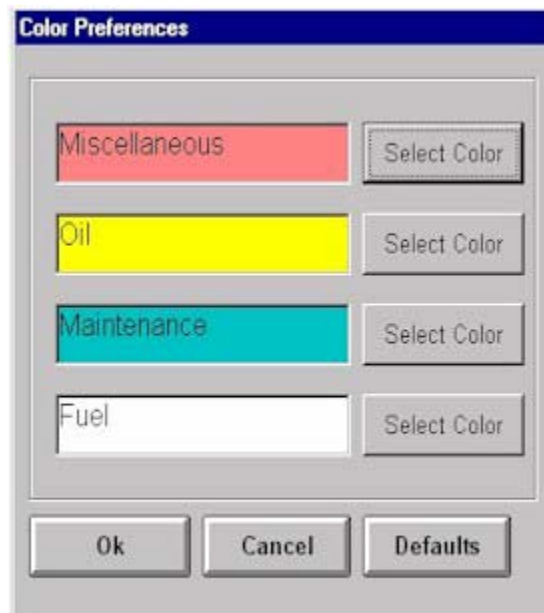 Color Preferences
Miscellaneous Select Color
Oil Select Color
Maintenance Select Color
Fuel Select Color
Ok Cancel Defaults